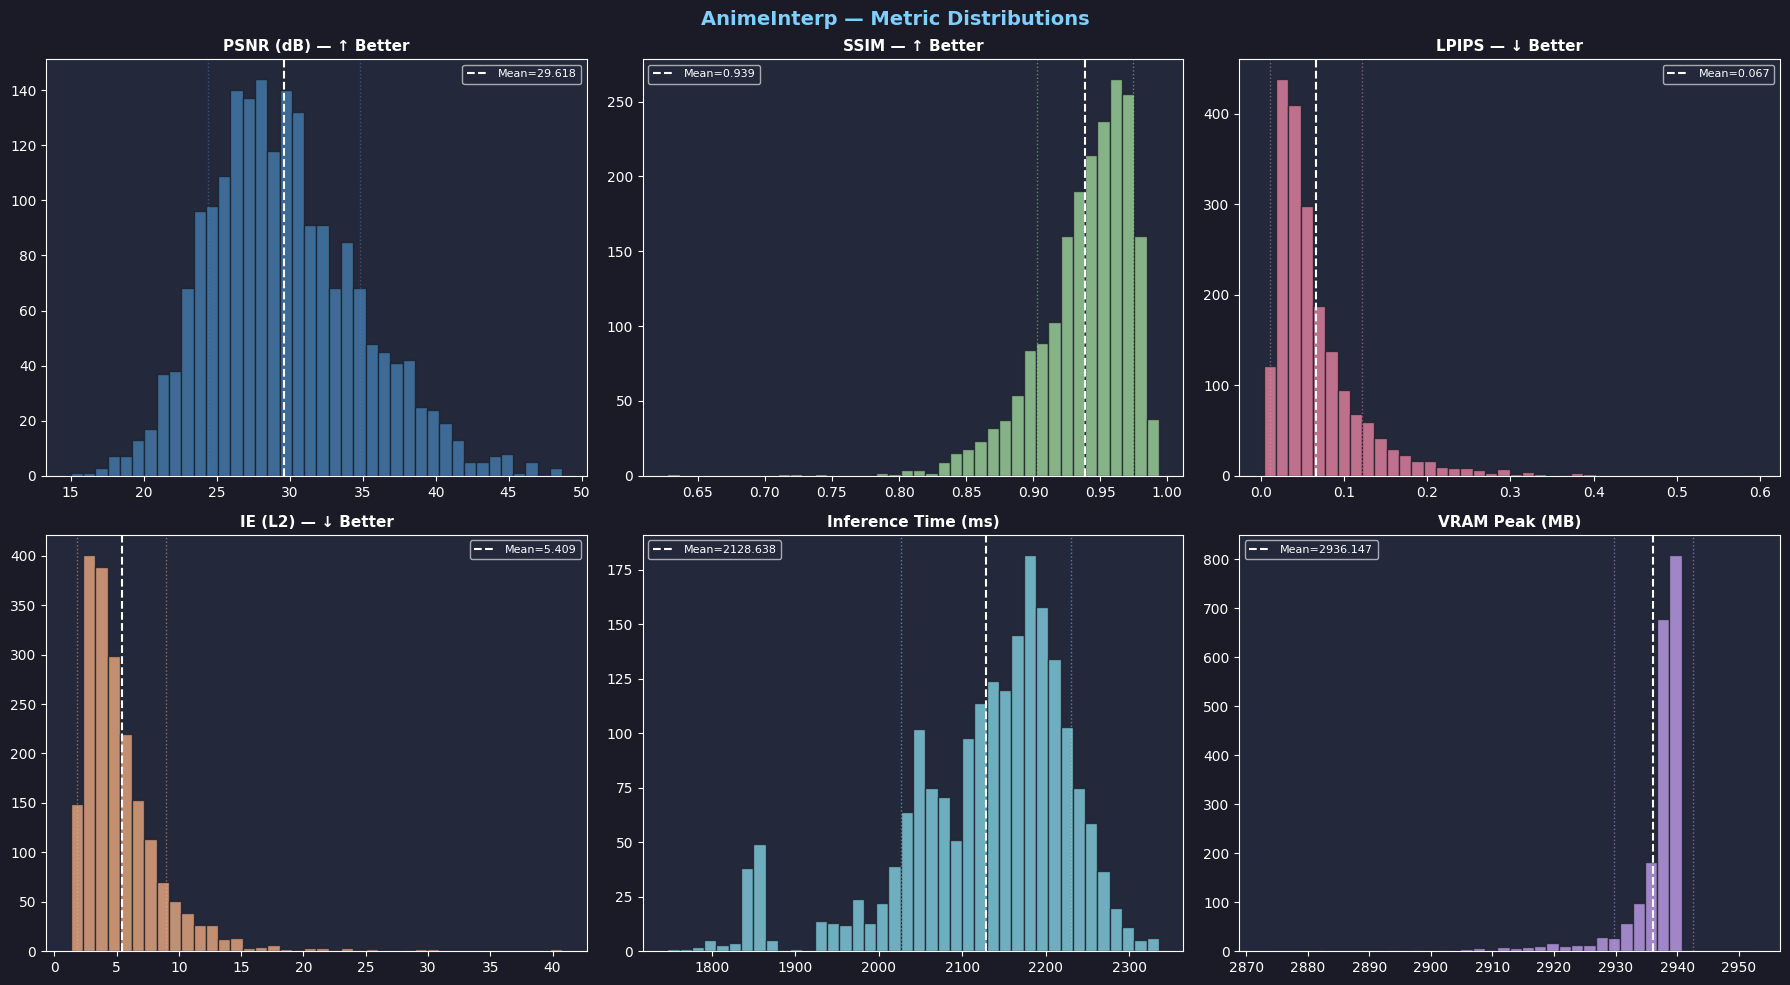 AnimeInterp — Metric Distributions
PSNR (dB) — ↑ Better
Mean=29.618
140
120
100
80
60
40
20
0
15 20 25 30 35 40 45 50
SSIM — ↑ Better
Mean=0.939
250
200
150
100
50
0
0.65 0.70 0.75 0.80 0.85 0.90 0.95 1.00
LPIPS — ↓ Better
Mean=0.067
400
300
200
100
0
0.0 0.1 0.2 0.3 0.4 0.5 0.6
IE (L2) — ↓ Better
Mean=5.409
400
350
300
250
200
150
100
50
0
0 5 10 15 20 25 30 35 40
Inference Time (ms)
Mean=2128.638
175
150
125
100
75
50
25
0
1800 1900 2000 2100 2200 2300
VRAM Peak (MB)
Mean=2936.147
800
700
600
500
400
300
200
100
0
2870 2880 2890 2900 2910 2920 2930 2940 2950